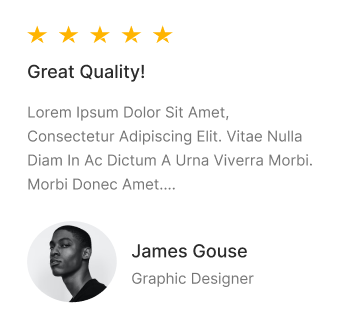 Great Quality!
Lorem Ipsum Dolor Sit Amet,
Consectetur Adipiscing Elit. Vitae Nulla
Diam In Ac Dictum A Urna Viverra Morbi.
Morbi Donec Amet....
James Gouse
Graphic Designer